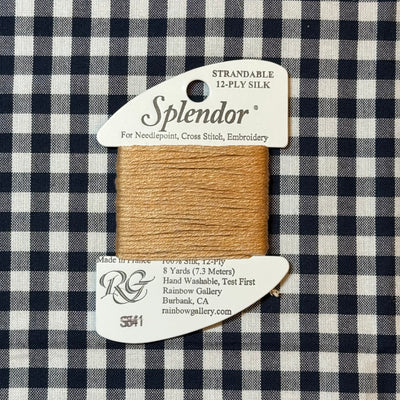 STRANDABLE
12-PLY SILK
Splendor®
For Needlepoint, Cross Stitch, Embroidery
Made in France
100% Silk, 12-Ply
8 Yards (7.3 Meters)
Hand Washable, Test First
RG
Rainbow Gallery
Burbank, CA
S841
rainbowgallery.com